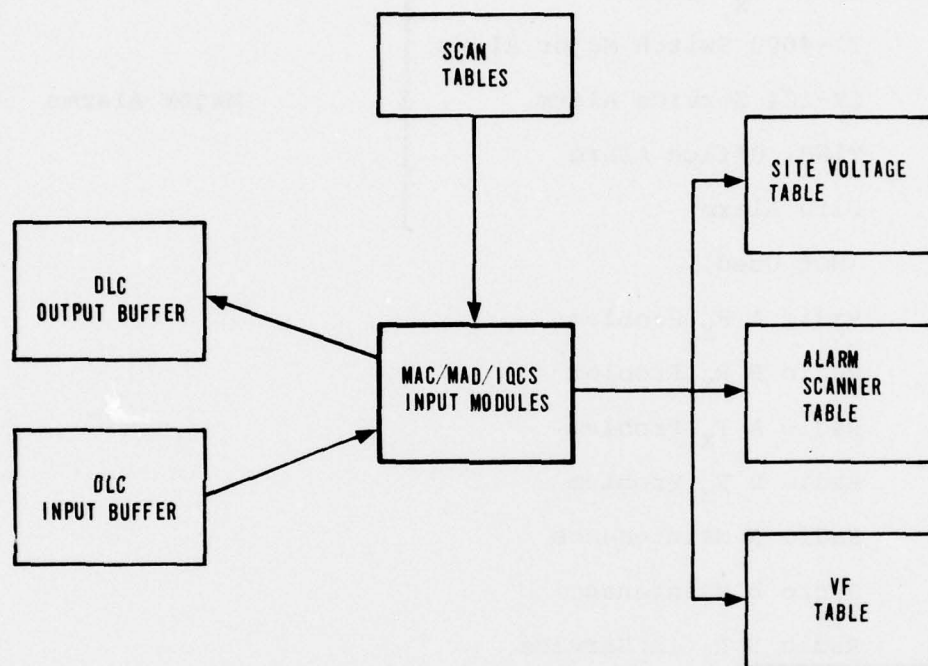 SCAN
TABLES
SITE VOLTAGE
TABLE
DLC
OUTPUT BUFFER
MAC/MAD/IQCS
INPUT MODULES
ALARM
SCANNER
TABLE
DLC
INPUT BUFFER
VF
TABLE